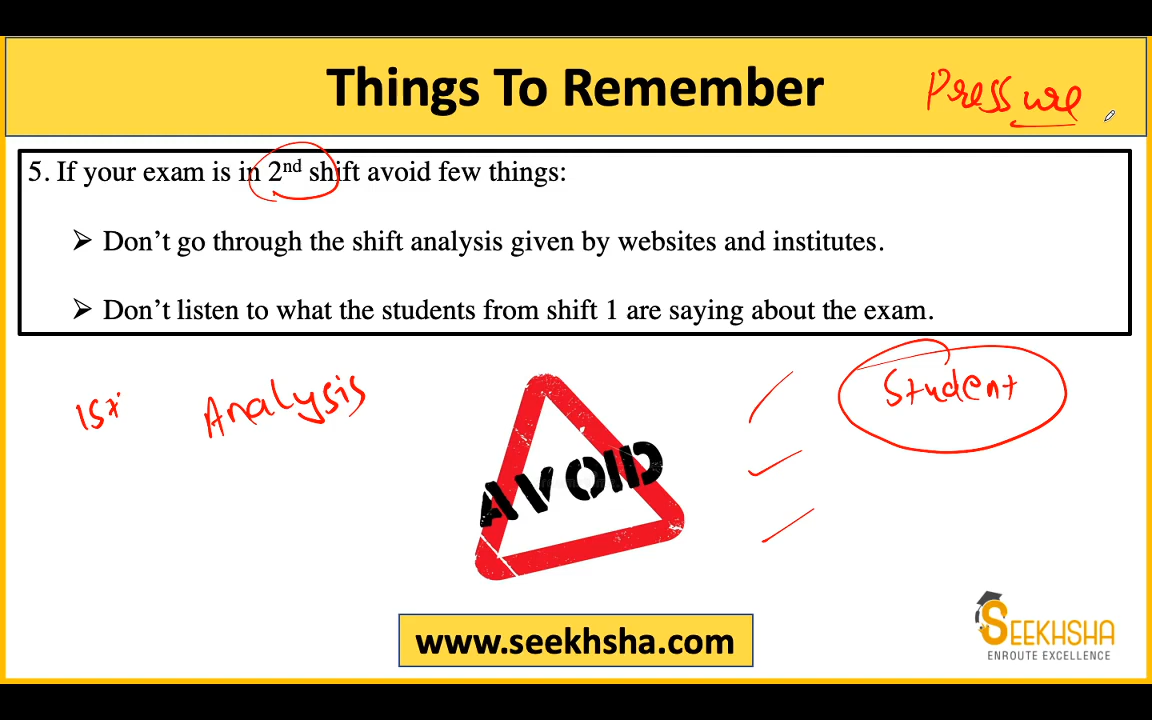 Things To Remember
Pressure
5. If your exam is in 2nd shift avoid few things:
➢ Don’t go through the shift analysis given by websites and institutes.
➢ Don’t listen to what the students from shift 1 are saying about the exam.
1st Analysis
Student
AVOID
www.seekhsha.com
SEEKHSHA
ENROUTE EXCELLENCE